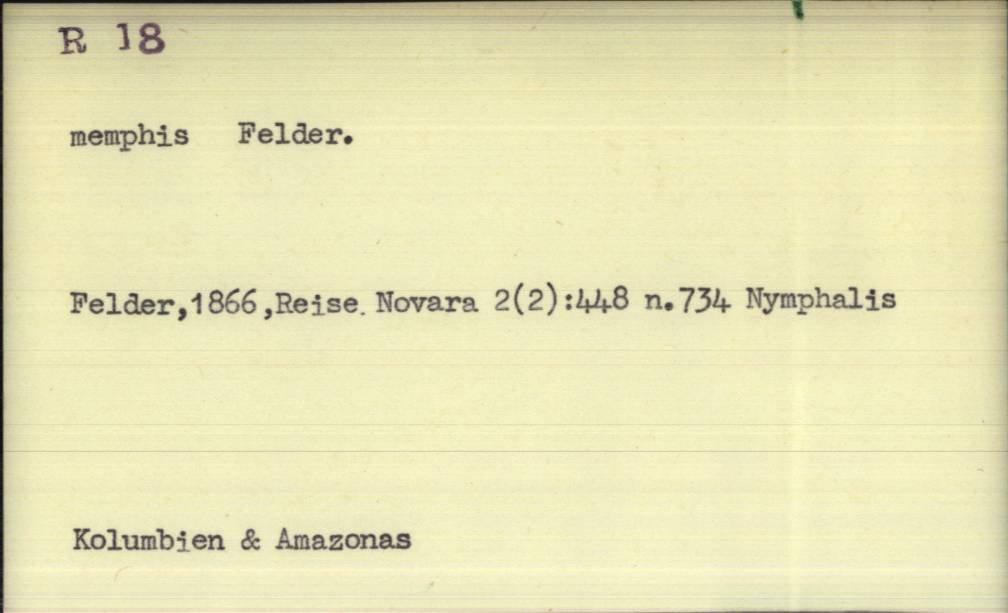 R 18
memphis Felder.
Felder,1866,Reise. Novara 2(2):448 n.734 Nymphalis
Kolumbien & Amazonas